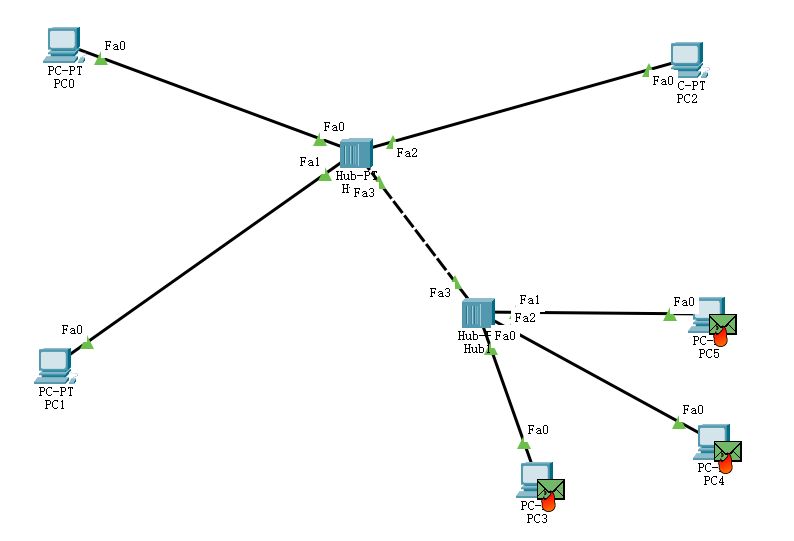 Fa0
PC-PT
PC0
Fa0
C-PT
PC2
Fa0
Fa2
Fa1
Hub-PT
H
Fa3
Fa3
Fa1
Fa2
Hub-P
Fa0
Hub1
Fa0
PC-
PC5
Fa0
PC-PT
PC1
Fa0
PC-
PC4
Fa0
PC-
PC3